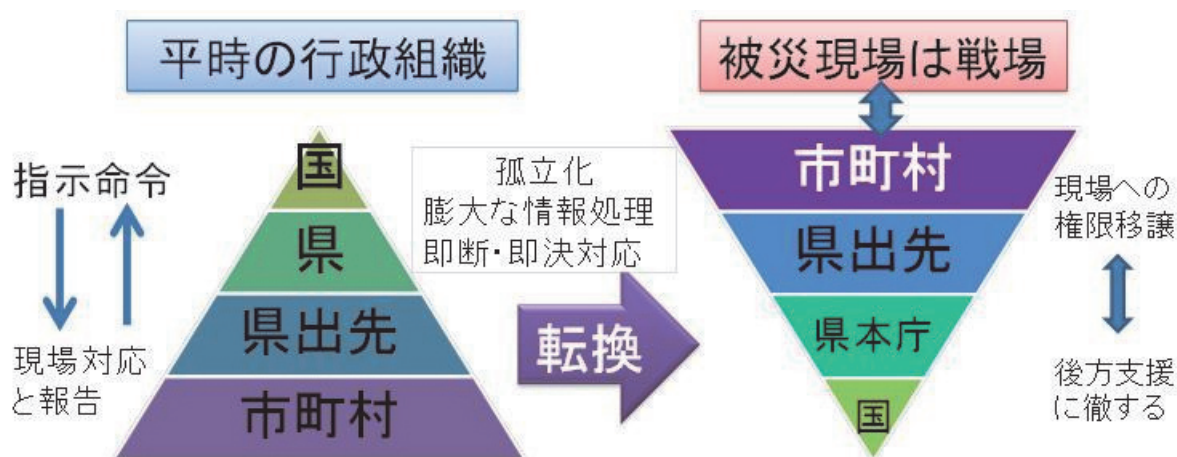 平時の行政組織
被災現場は戦場
指示命令
現場対応
と報告
国
県
県出先
市町村
孤立化
膨大な情報処理
即断・即決対応
転換
市町村
県出先
県本庁
国
現場への
権限移譲
後方支援
に徹する